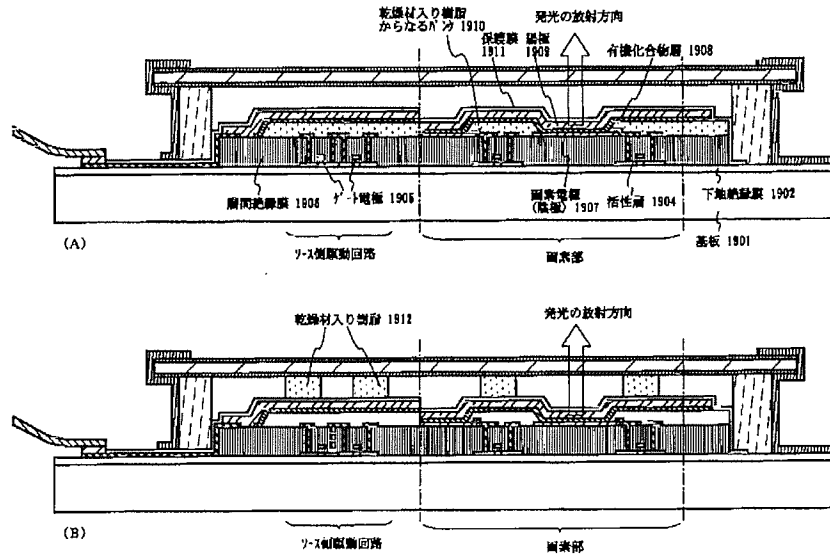 乾燥材入り樹脂
からなるバンク 1910
保護膜
1911
陽極
1909
発光の放射方向
有機化合物層 1908
層間絶縁膜 1906
ゲート電極 1905
画素電極
(陰極) 1907
活性層 1904
下地絶縁膜 1902
基板 1901
(A)
ソース側駆動回路
画素部
乾燥材入り樹脂 1912
発光の放射方向
(B)
ソース側駆動回路
画素部